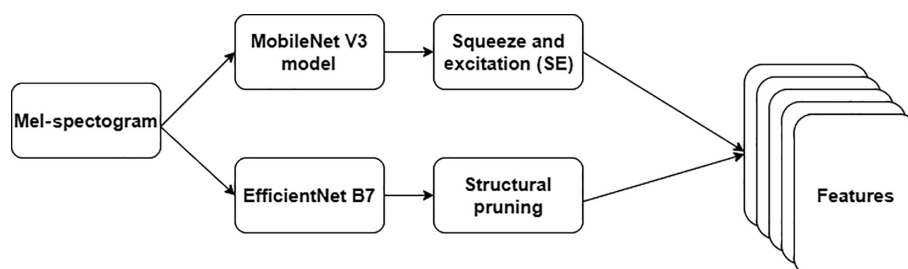 MobileNet V3
model
Squeeze and
excitation (SE)
Mel-spectogram
EfficientNet B7
Structural
pruning
Features